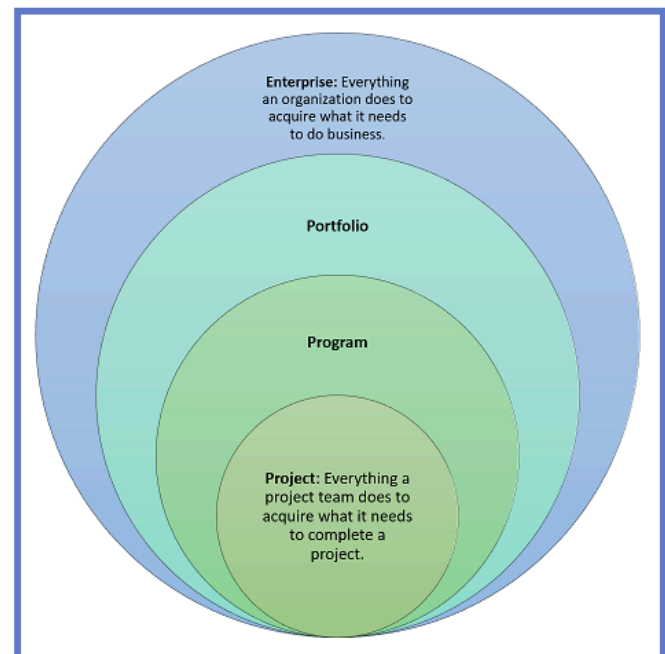 Enterprise: Everything
an organization does to
acquire what it needs
to do business.
Portfolio
Program
Project: Everything a
project team does to
acquire what it needs
to complete a
project.